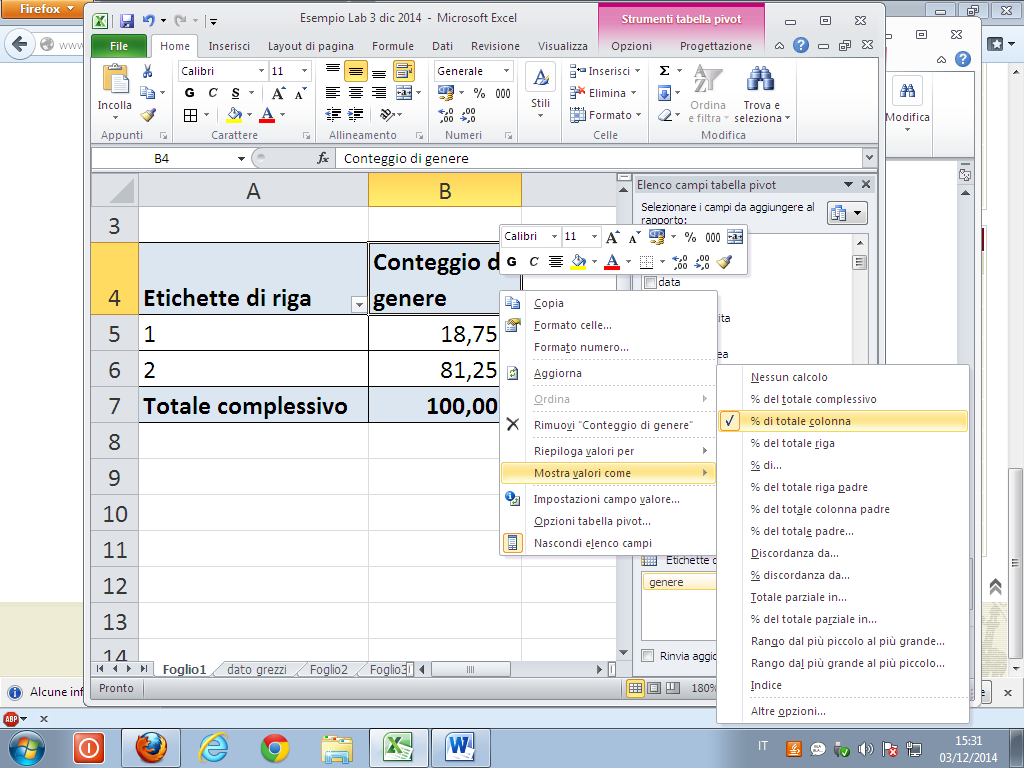 Firefox
www
Esempio Lab 3 dic 2014 - Microsoft Excel
Strumenti tabella pivot
File
Home
Inserisci
Layout di pagina
Formule
Dati
Revisione
Visualizza
Opzioni
Progettazione
Incolla
Appunti
Calibri
11
G C S
A A
A
Carattere
Allineamento
Generale
% 000
Numeri
Stili
Inserisci
Elimina
Formato
Celle
Σ
Ordina
e filtra
Trova e
seleziona
Modifica
Modifica
B4
fx
Conteggio di genere
A
B
Elenco campi tabella pivot
Selezionare i campi da aggiungere al
rapporto:
Calibri
11
A A
% 000
G C
A
data
3
4
Etichette di riga
Conteggio d
genere
5
1
18,75
6
2
81,25
7
Totale complessivo
100,00
8
9
10
11
12
13
14
Copia
Formato celle...
Formato numero...
Aggiorna
Ordina
Rimuovi "Conteggio di genere"
Riepiloga valori per
Mostra valori come
Impostazioni campo valore...
Opzioni tabella pivot...
Nascondi elenco campi
Nessun calcolo
% del totale complessivo
% di totale colonna
% del totale riga
% di...
% del totale riga padre
% del totale colonna padre
% del totale padre...
Discordanza da...
% discordanza da...
Totale parziale in...
% del totale parziale in...
Rango dal più piccolo al più grande...
Rango dal più grande al più piccolo...
Indice
Altre opzioni...
genere
Foglio1
dato grezzi
Foglio2
Foglio3
Pronto
180%
Alcune inf
ABP
IT
15:31
03/12/2014